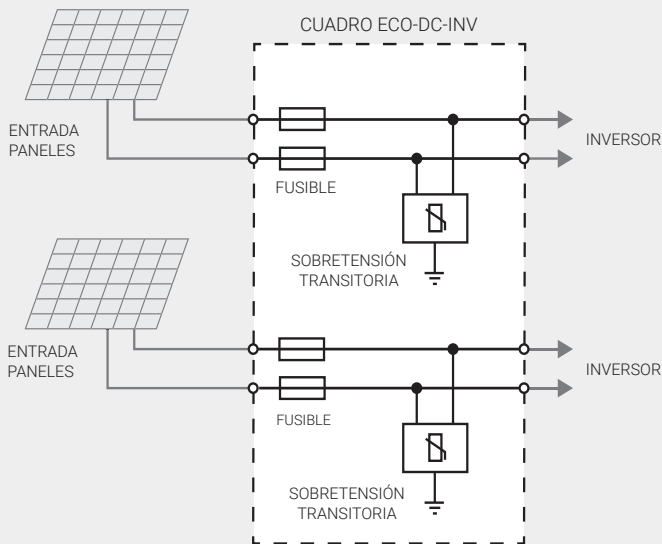 CUADRO ECO-DC-INV
ENTRADA
PANELES
INVERSOR
FUSIBLE
SOBRETENSIÓN
TRANSITORIA
ENTRADA
PANELES
INVERSOR
FUSIBLE
SOBRETENSIÓN
TRANSITORIA